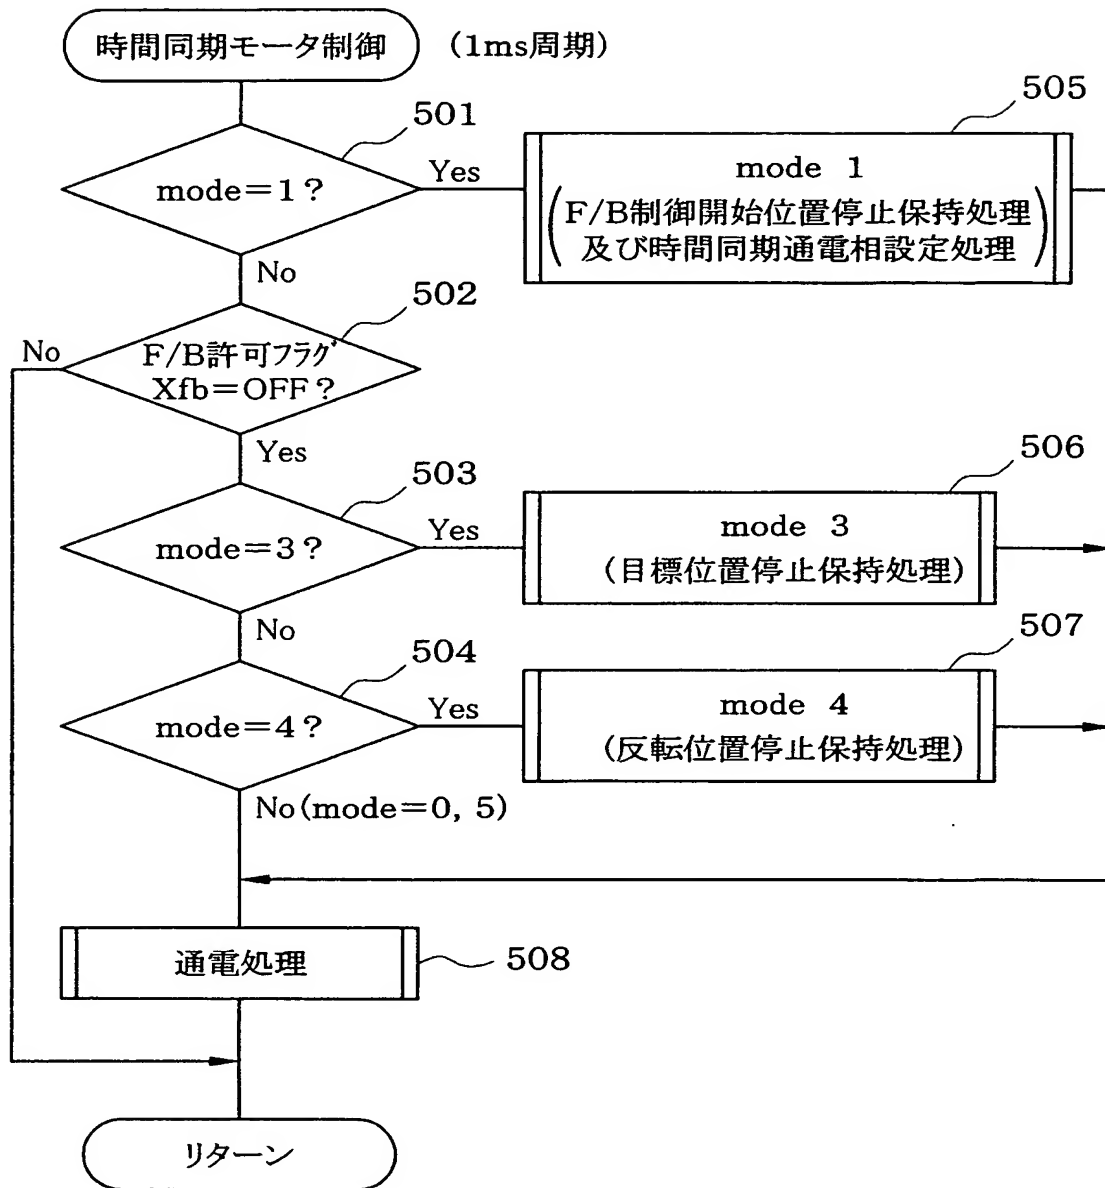 時間同期モータ制御
(1ms周期)
501
mode=1?
Yes
No
505
mode 1
(F/B制御開始位置停止保持処理
及び時間同期通電相設定処理)
502
F/B許可フラグ
Xfb=OFF?
No
Yes
503
mode=3?
Yes
No
506
mode 3
(目標位置停止保持処理)
504
mode=4?
Yes
No(mode=0, 5)
507
mode 4
(反転位置停止保持処理)
通電処理
508
リターン